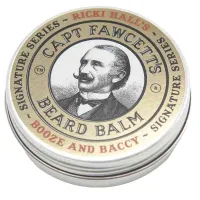 RICKI HALL'S
~ SIGNATURE SERIES ~
CAPT FAWCETT'S
BEARD BALM
BOOZE AND BACCY
~ SIGNATURE SERIES ~